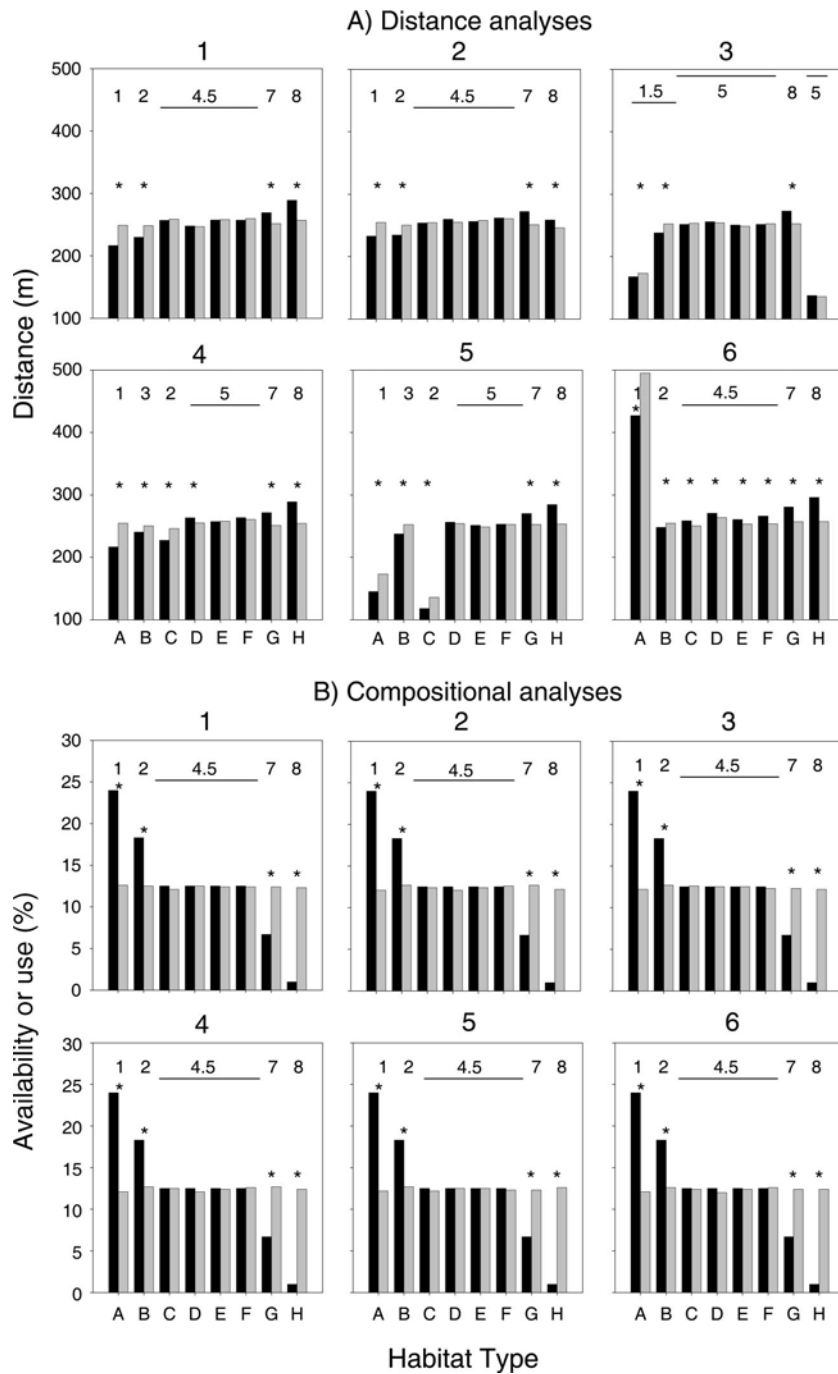 A) Distance analyses
1 2 3
500
400
300
200
100
1 2 4.5 7 8
* * * *
1 2 4.5 7 8
* * * *
1.5 5 8 5
* * *
Distance (m)
4 5 6
500
400
300
200
100
1 3 2 5 7 8
* * * * * *
1 3 2 5 7 8
* * * * *
1 2 4.5 7 8
* * * * * * * *
A B C D E F G H
A B C D E F G H
A B C D E F G H
B) Compositional analyses
1 2 3
30
25
20
15
10
5
0
1 2 4.5 7 8
* * * *
1 2 4.5 7 8
* * * *
1 2 4.5 7 8
* * * *
Availability or use (%)
4 5 6
30
25
20
15
10
5
0
1 2 4.5 7 8
* * * *
1 2 4.5 7 8
* * * *
1 2 4.5 7 8
* * * *
A B C D E F G H
A B C D E F G H
A B C D E F G H
Habitat Type